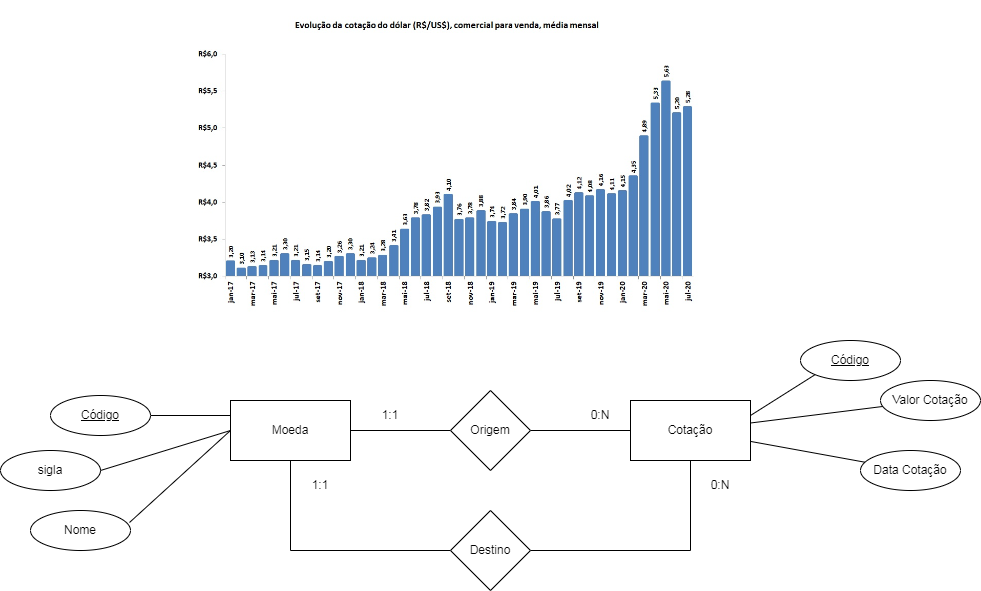 Evolução da cotação do dólar (R$/US$), comercial para venda, média mensal
R$6,0
R$5,5
R$5,0
R$4,5
R$4,0
R$3,5
R$3,0
3,20
3,10
3,13
3,14
3,21
3,30
3,21
3,15
3,14
3,20
3,26
3,30
3,21
3,24
3,28
3,41
3,63
3,78
3,82
3,93
4,10
3,76
3,78
3,88
3,74
3,72
3,84
3,90
4,01
3,86
3,77
4,02
4,12
4,08
4,16
4,11
4,15
4,35
4,89
5,33
5,63
5,20
5,28
jan-17
mar-17
mai-17
jul-17
set-17
nov-17
jan-18
mar-18
mai-18
jul-18
set-18
nov-18
jan-19
mar-19
mai-19
jul-19
set-19
nov-19
jan-20
mar-20
mai-20
jul-20
Código
Valor Cotação
Código
1:1
0:N
Moeda
Origem
Cotação
sigla
Data Cotação
1:1
0:N
Nome
Destino